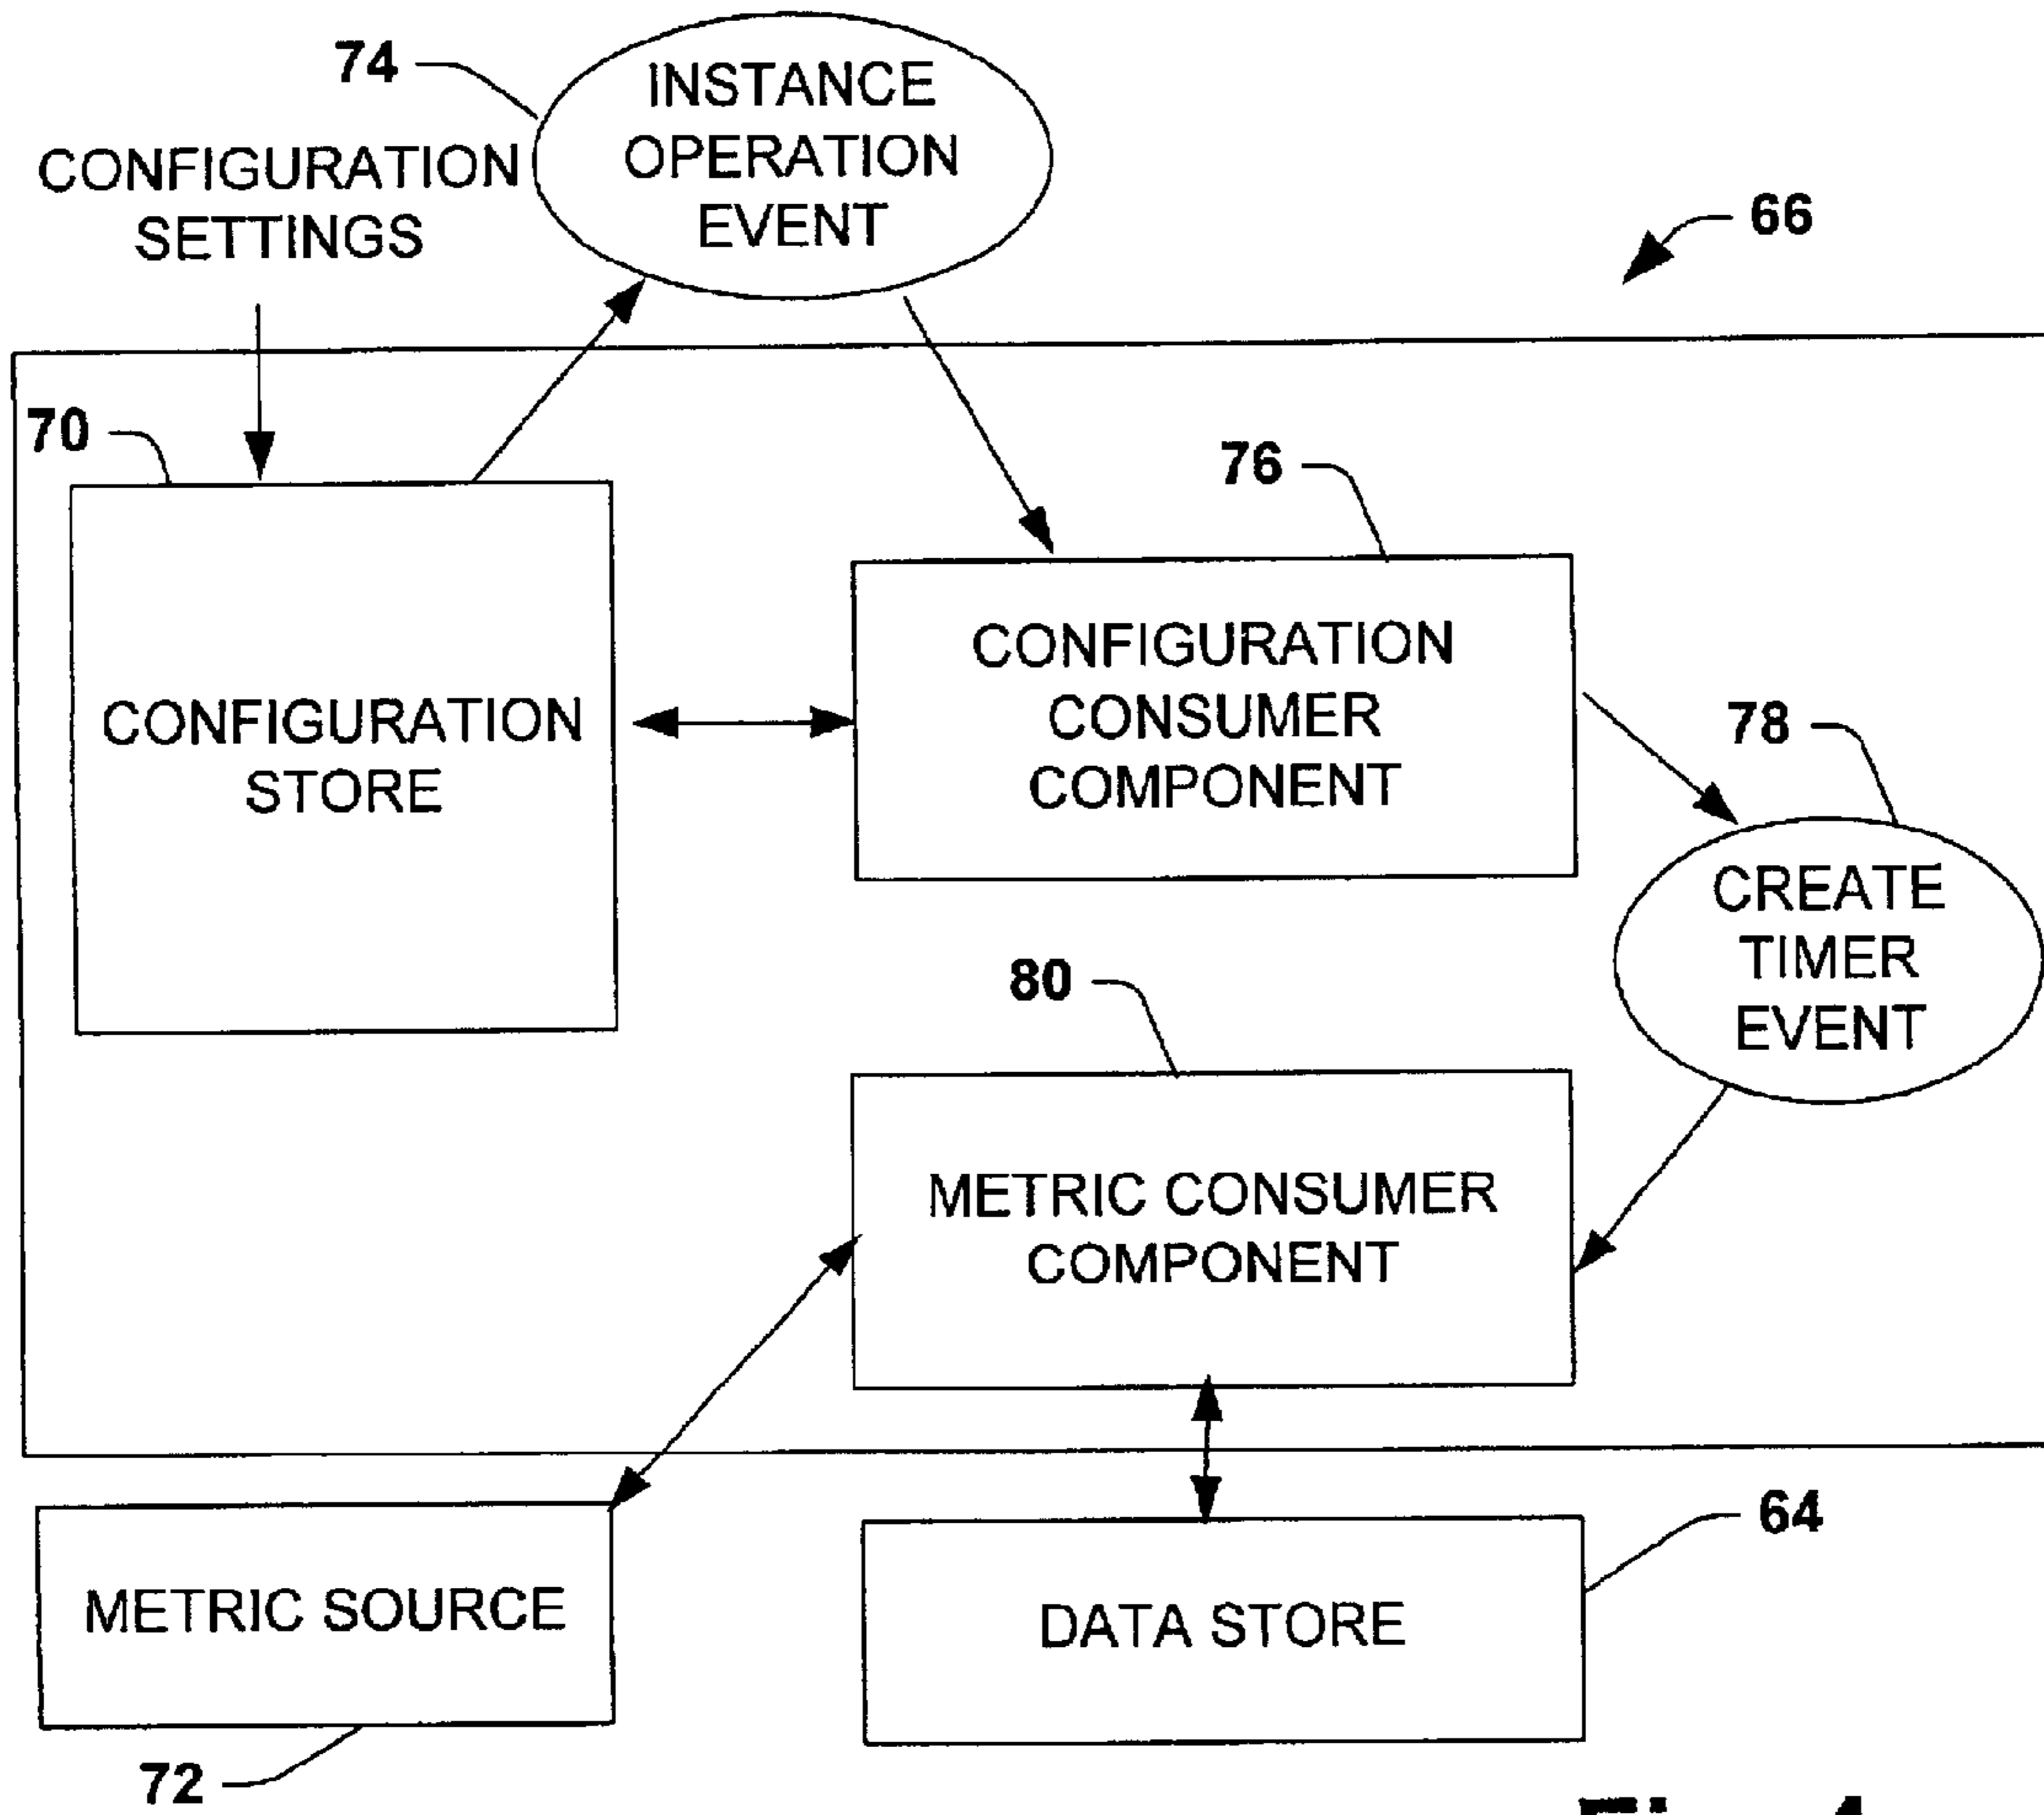 74
INSTANCE
OPERATION
EVENT
CONFIGURATION
SETTINGS
66
70
76
CONFIGURATION
STORE
CONFIGURATION
CONSUMER
COMPONENT
78
CREATE
TIMER
EVENT
80
METRIC CONSUMER
COMPONENT
64
METRIC SOURCE
DATA STORE
72